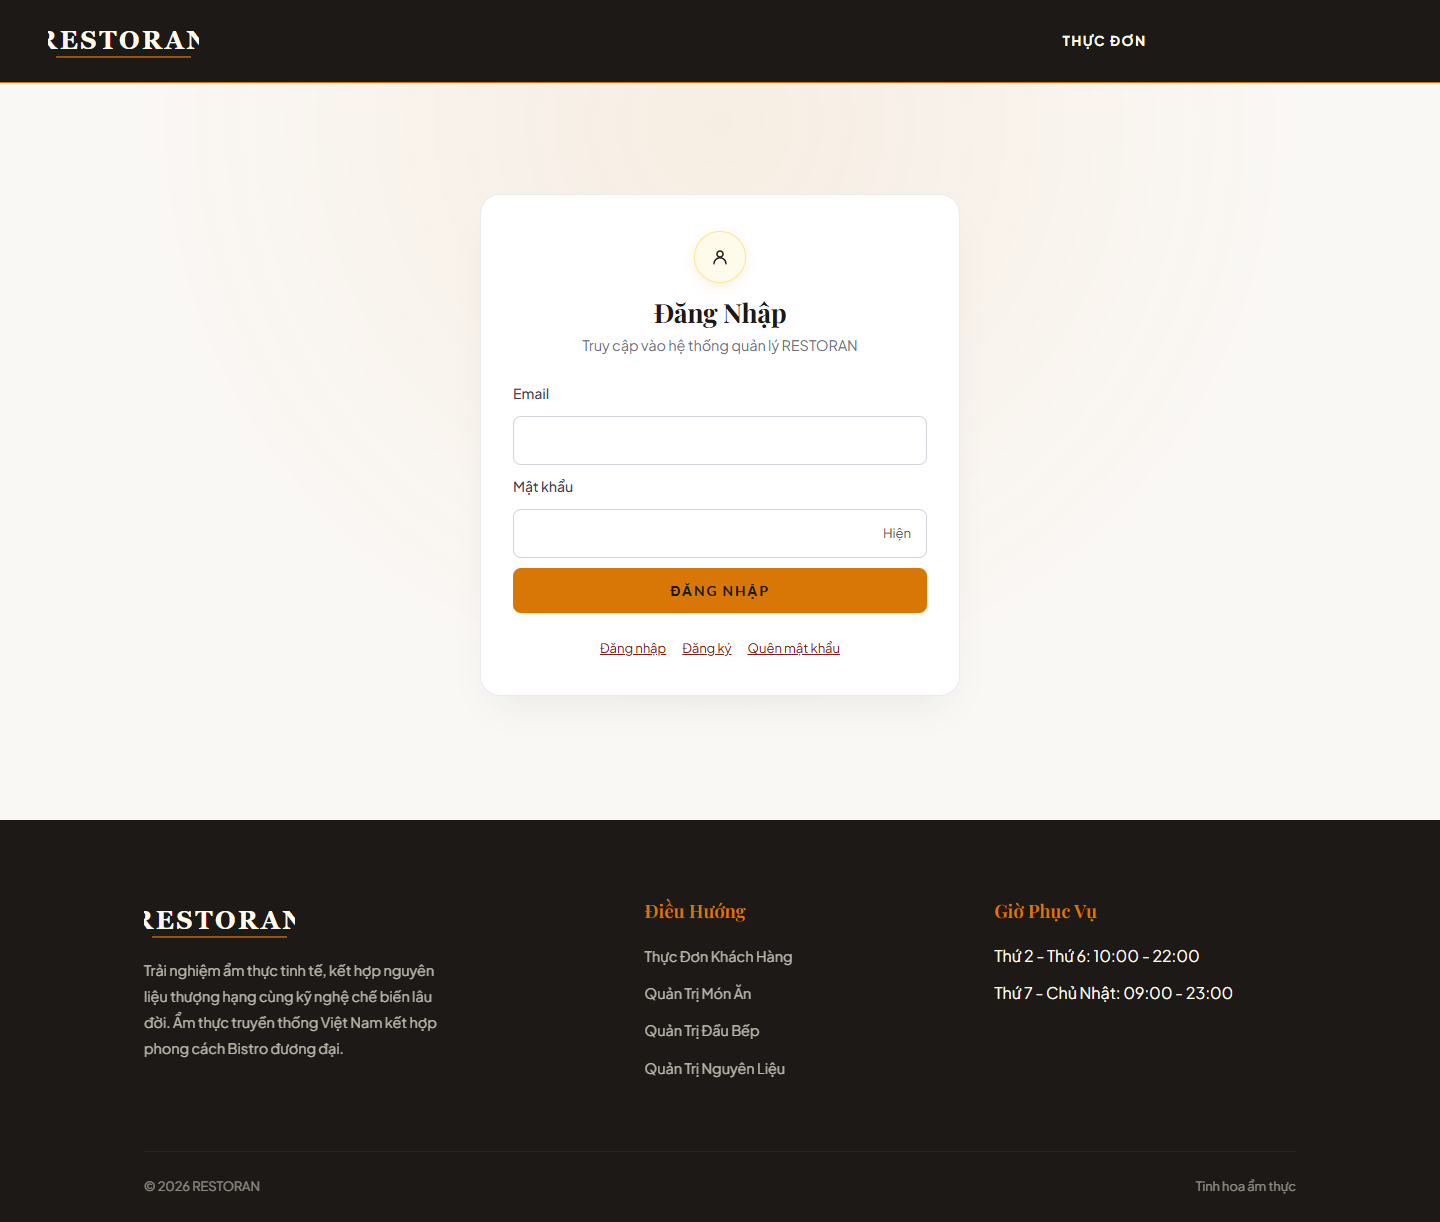 RESTORAN
THỰC ĐƠN
Đăng Nhập
Truy cập vào hệ thống quản lý RESTORAN
Email
Mật khẩu
Hiện
ĐĂNG NHẬP
Đăng nhập Đăng ký Quên mật khẩu
RESTORAN
Trải nghiệm ẩm thực tinh tế, kết hợp nguyên
liệu thượng hạng cùng kỹ nghệ chế biến lâu
đời. Ẩm thực truyền thống Việt Nam kết hợp
phong cách Bistro đương đại.
Điều Hướng
Thực Đơn Khách Hàng
Quản Trị Món Ăn
Quản Trị Đầu Bếp
Quản Trị Nguyên Liệu
Giờ Phục Vụ
Thứ 2 - Thứ 6: 10:00 - 22:00
Thứ 7 - Chủ Nhật: 09:00 - 23:00
© 2026 RESTORAN
Tinh hoa ẩm thực